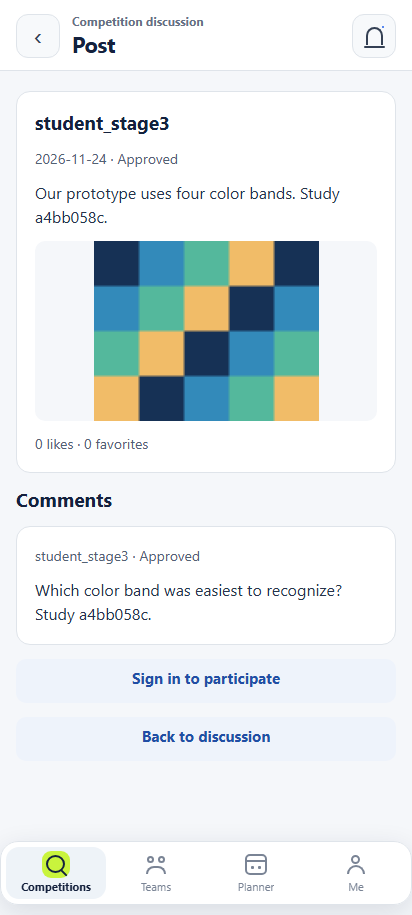 Competition discussion
Post
student_stage3
2026-11-24 · Approved
Our prototype uses four color bands. Study
a4bb058c.
0 likes · 0 favorites
Comments
student_stage3 · Approved
Which color band was easiest to recognize?
Study a4bb058c.
Sign in to participate
Back to discussion
Competitions
Teams
Planner
Me